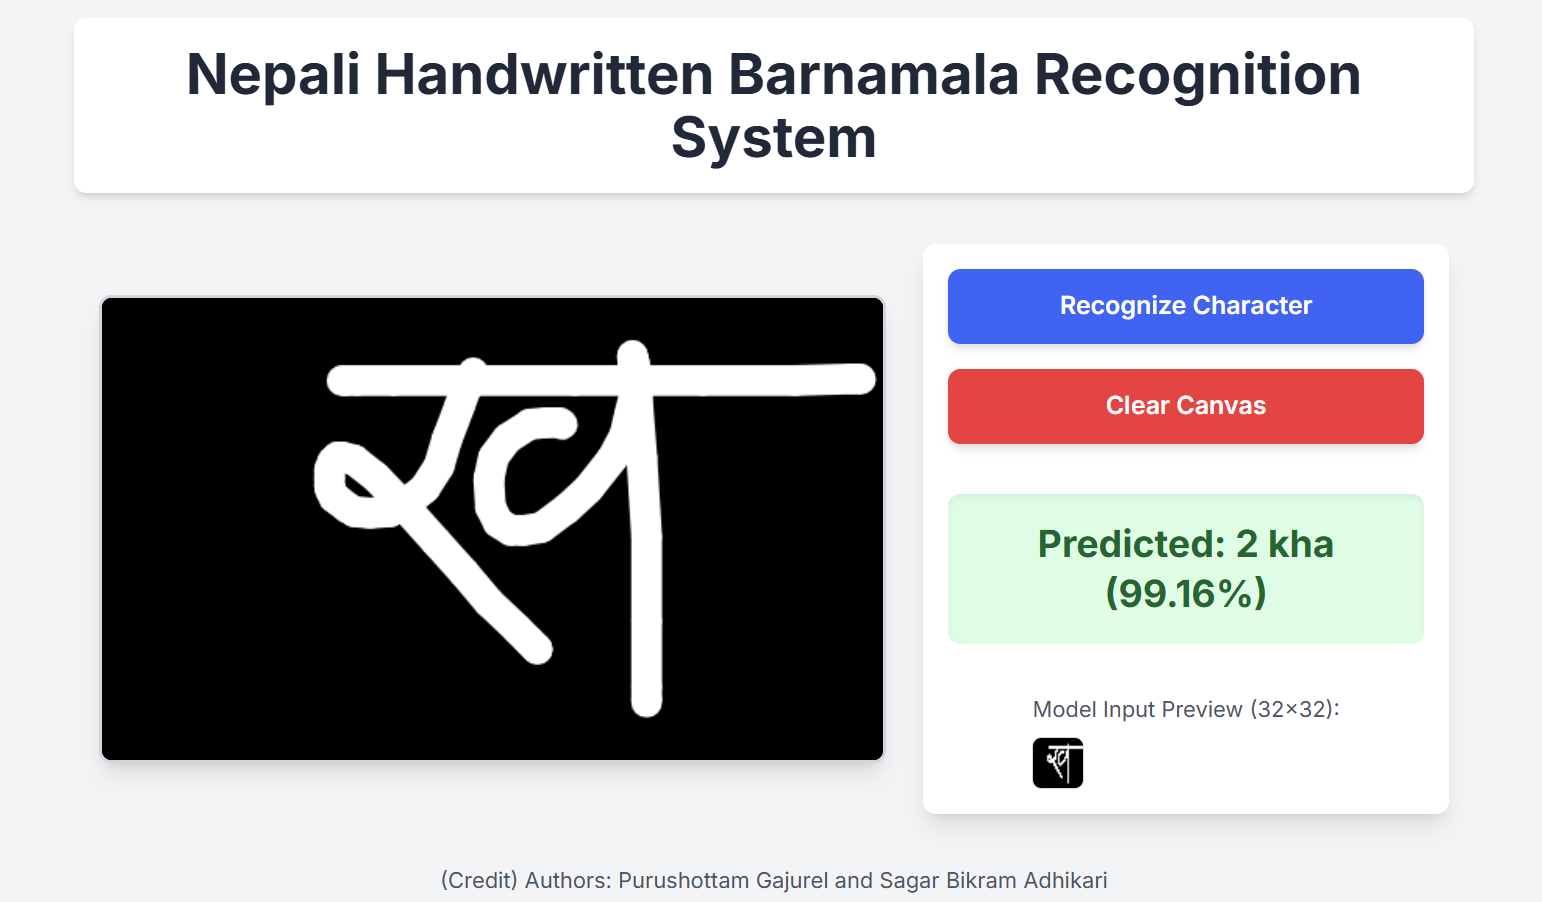 Nepali Handwritten Barnamala Recognition
System
ख
Recognize Character
Clear Canvas
Predicted: 2 kha
(99.16%)
Model Input Preview (32×32):
ख
(Credit) Authors: Purushottam Gajurel and Sagar Bikram Adhikari